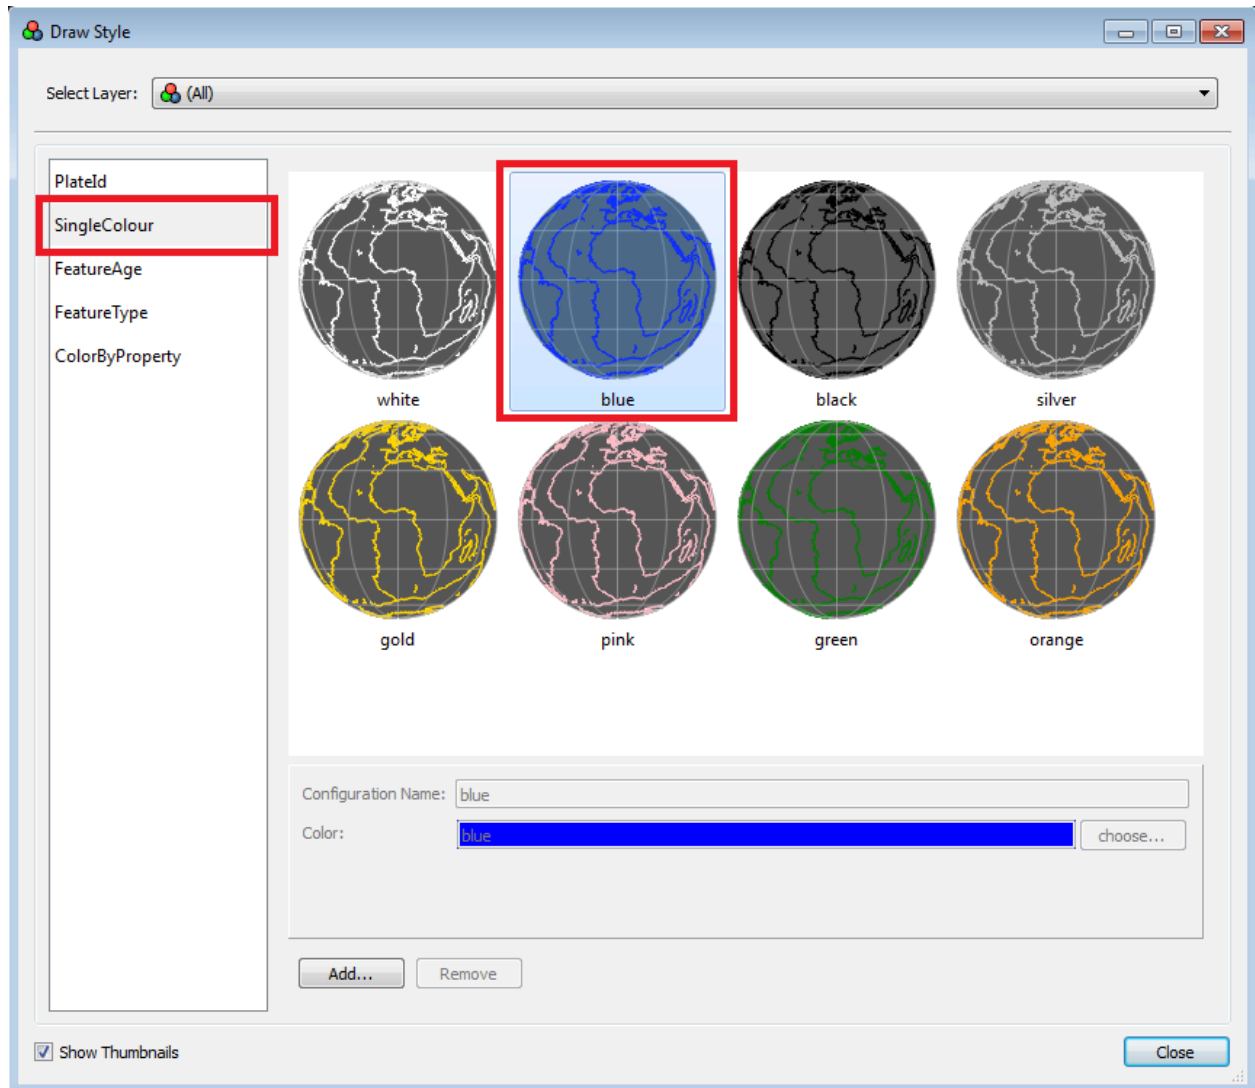 Draw Style
Select Layer: (All)
PlateId
SingleColour
FeatureAge
FeatureType
ColorByProperty
white blue black silver
gold pink green orange
Configuration Name: blue
Color: blue choose...
Add... Remove
Show Thumbnails Close